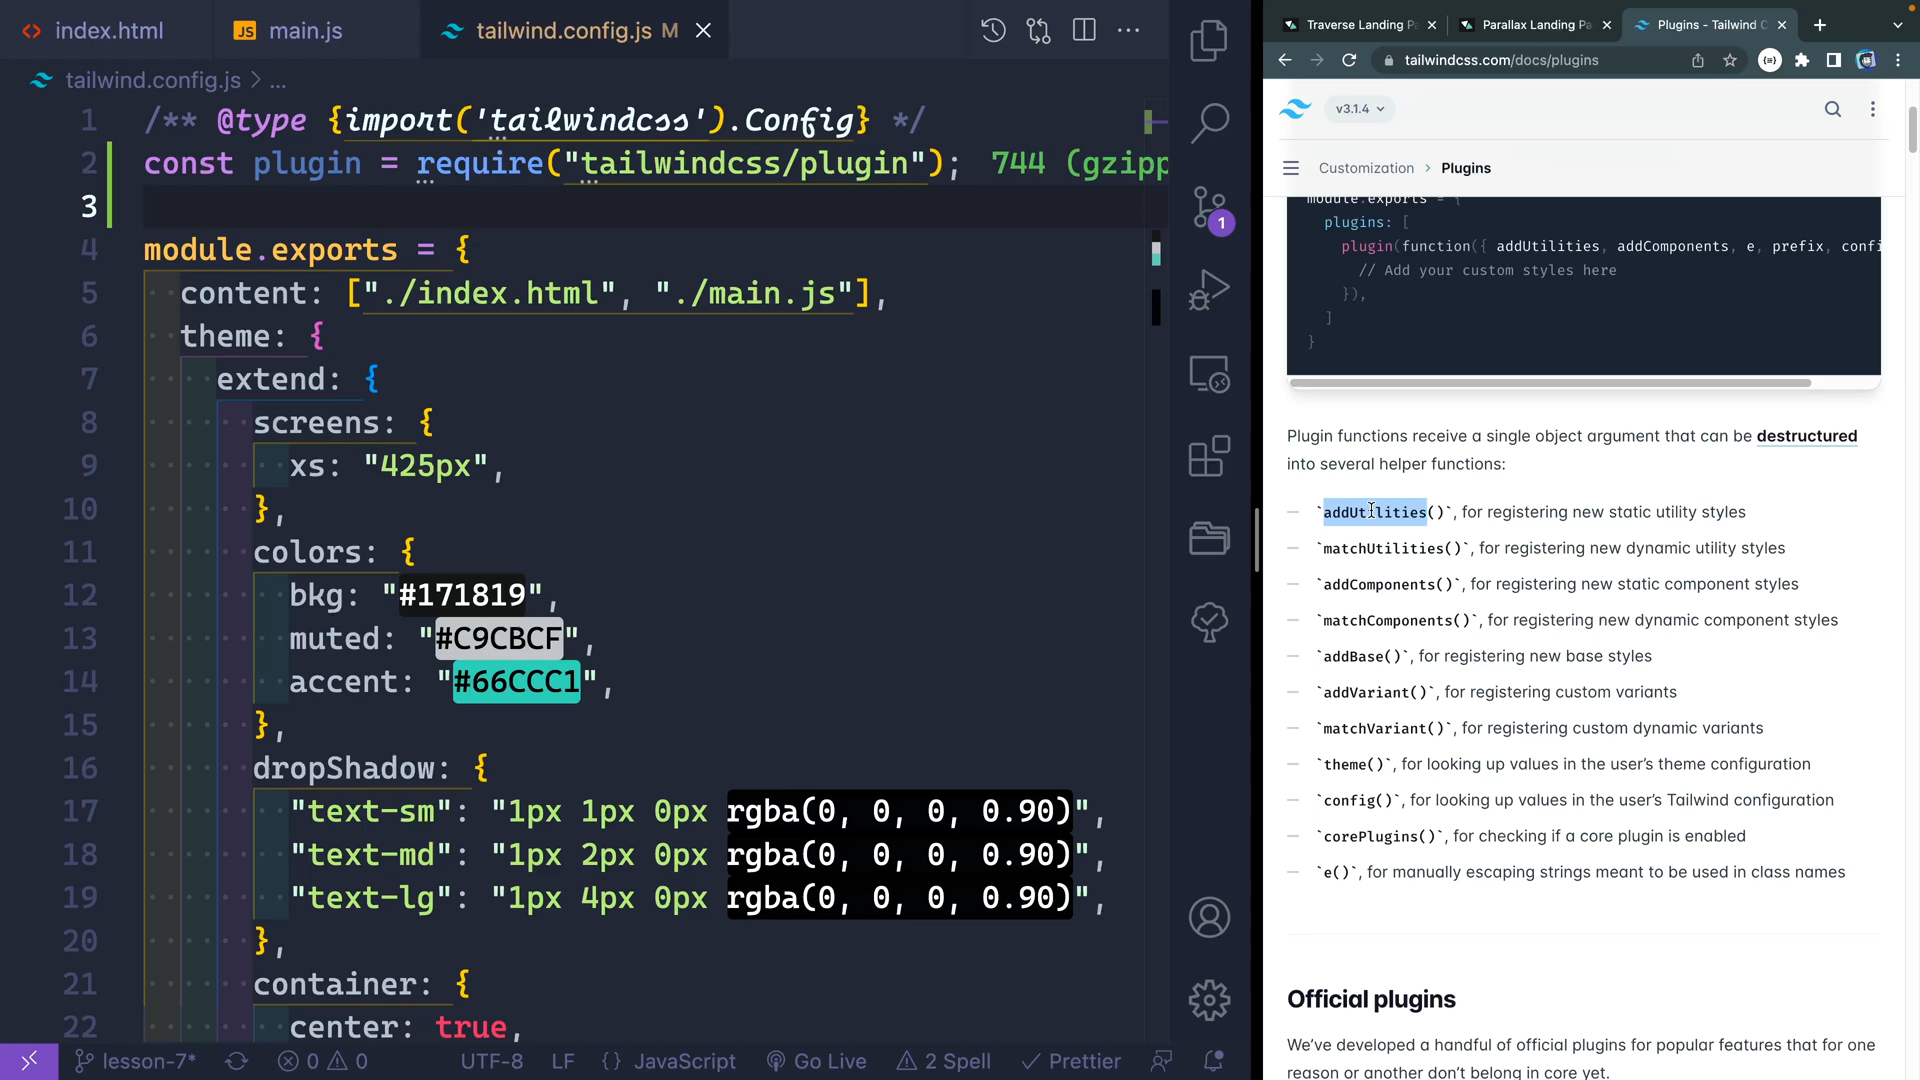 index.html
JS main.js
tailwind.config.js M
tailwind.config.js > ...
1 /** @type {import('tailwindcss').Config} */
2 const plugin = require("tailwindcss/plugin"); 744 (gzipp
3
4 module.exports = {
5 content: ["./index.html", "./main.js"],
6 theme: {
7 extend: {
8 screens: {
9 xs: "425px",
10 },
11 colors: {
12 bkg: "#171819",
13 muted: "#C9CBCF",
14 accent: "#66CCC1",
15 },
16 dropShadow: {
17 "text-sm": "1px 1px 0px rgba(0, 0, 0, 0.90)",
18 "text-md": "1px 2px 0px rgba(0, 0, 0, 0.90)",
19 "text-lg": "1px 4px 0px rgba(0, 0, 0, 0.90)",
20 },
21 container: {
22 center: true,
lesson-7* 0 0 UTF-8 LF {} JavaScript Go Live 2 Spell Prettier
1
Traverse Landing Pa
Parallax Landing Pa
Plugins - Tailwind C
tailwindcss.com/docs/plugins
v3.1.4
Customization > Plugins
module.exports = {
plugins: [
plugin(function({ addUtilities, addComponents, e, prefix, confi
// Add your custom styles here
}),
]
}
Plugin functions receive a single object argument that can be destructured
into several helper functions:
— `addUtilities()`, for registering new static utility styles
— `matchUtilities()`, for registering new dynamic utility styles
— `addComponents()`, for registering new static component styles
— `matchComponents()`, for registering new dynamic component styles
— `addBase()`, for registering new base styles
— `addVariant()`, for registering custom variants
— `matchVariant()`, for registering custom dynamic variants
— `theme()`, for looking up values in the user’s theme configuration
— `config()`, for looking up values in the user’s Tailwind configuration
— `corePlugins()`, for checking if a core plugin is enabled
— `e()`, for manually escaping strings meant to be used in class names
Official plugins
We’ve developed a handful of official plugins for popular features that for one
reason or another don’t belong in core yet.